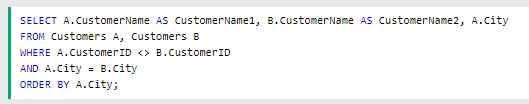 SELECT A.CustomerName AS CustomerName1, B.CustomerName AS CustomerName2, A.City
FROM Customers A, Customers B
WHERE A.CustomerID <> B.CustomerID
AND A.City = B.City
ORDER BY A.City;